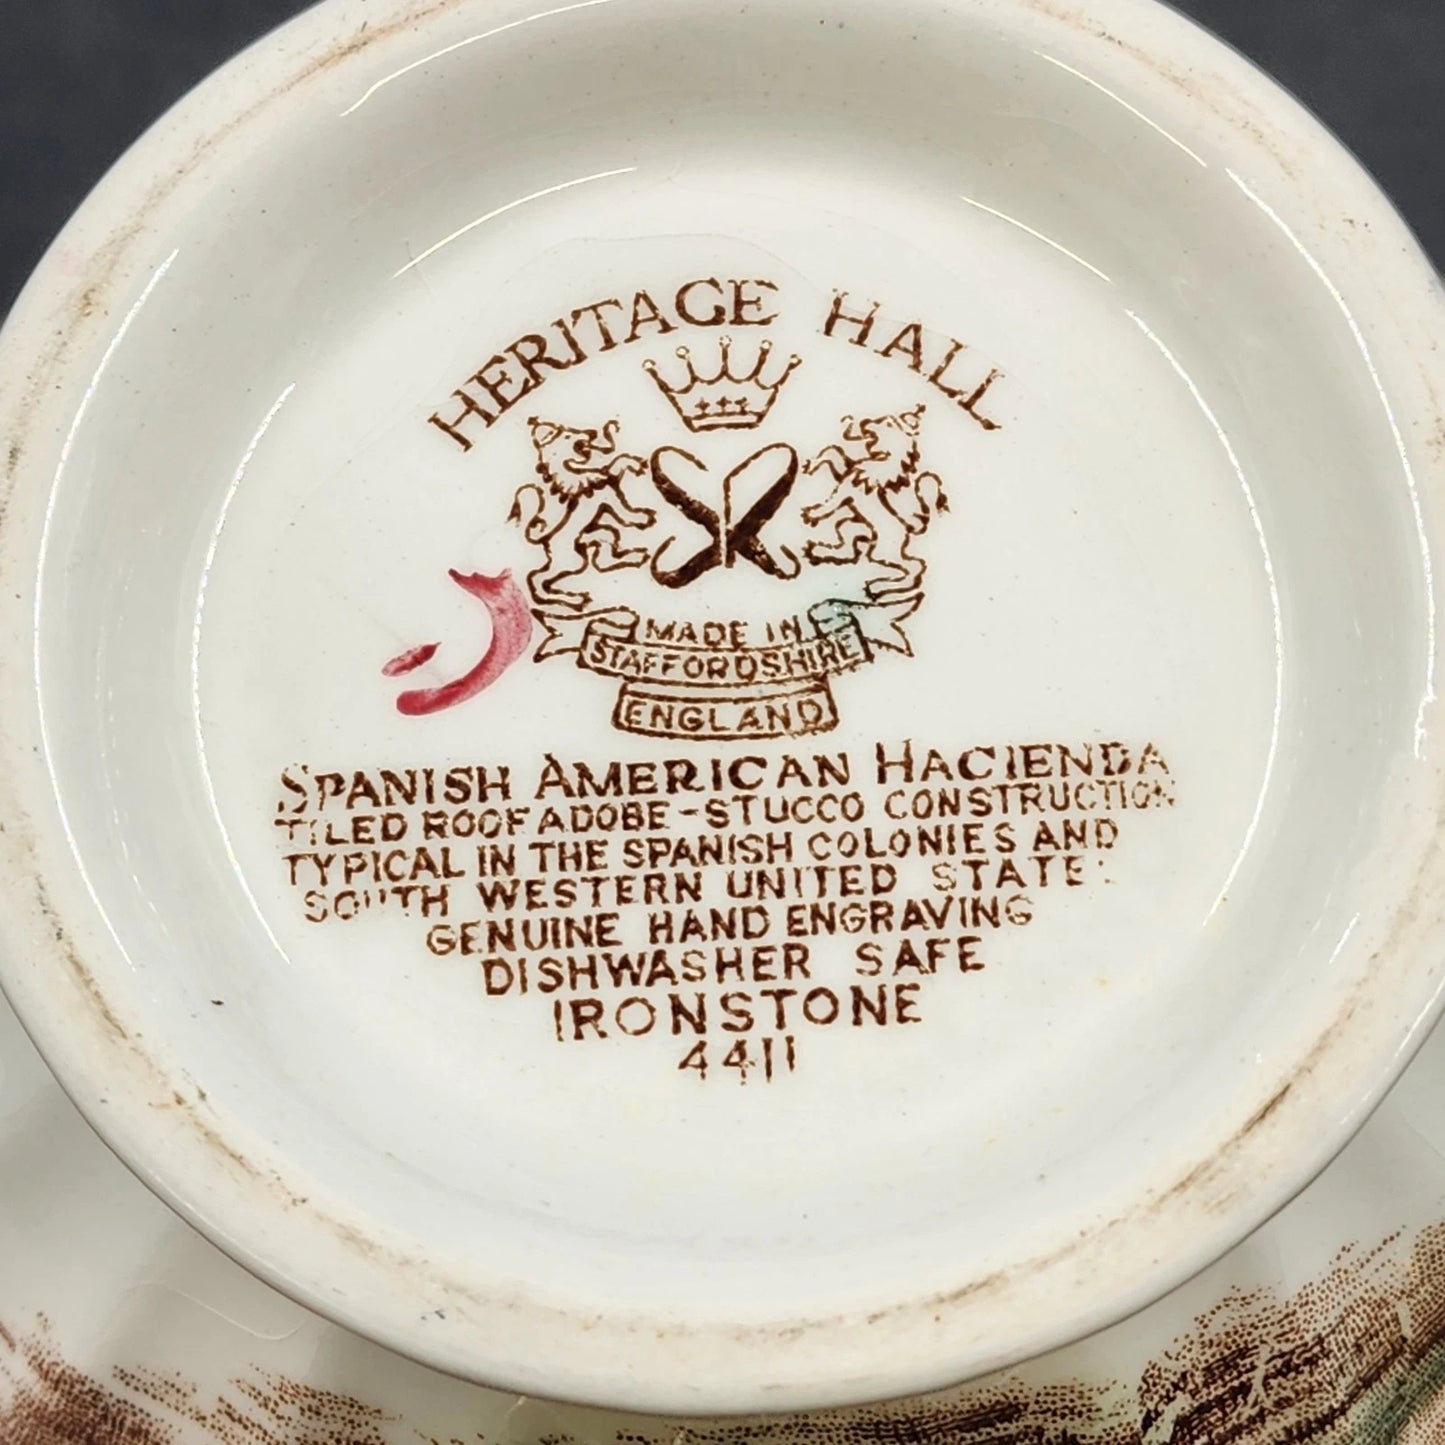 HERITAGE HALL
MADE IN
STAFFORDSHIRE
ENGLAND
SPANISH AMERICAN HACIENDA
TILED ROOF ADOBE-STUCCO CONSTRUCTION
TYPICAL IN THE SPANISH COLONIES AND
SOUTH WESTERN UNITED STATES
GENUINE HAND ENGRAVING
DISHWASHER SAFE
IRONSTONE
4411